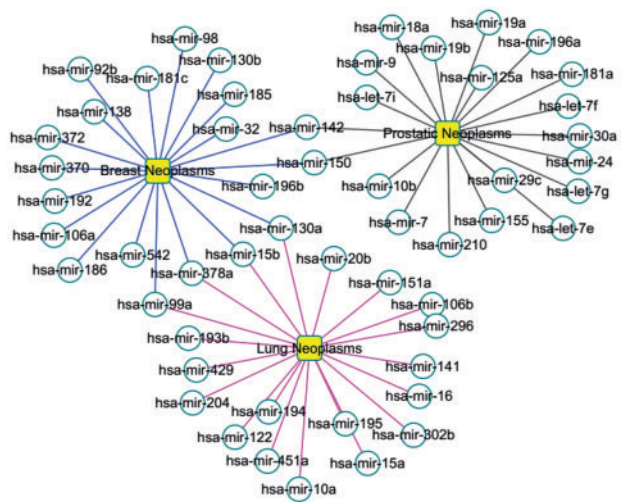 hsa-mir-98
hsa-mir-130b
hsa-mir-92b
hsa-mir-181c
hsa-mir-185
hsa-mir-138
hsa-mir-32
hsa-mir-372
hsa-mir-142
hsa-mir-370
Breast Neoplasms
hsa-mir-150
hsa-mir-196b
hsa-mir-192
hsa-mir-130a
hsa-mir-106a
hsa-mir-542
hsa-mir-15b
hsa-mir-186
hsa-mir-378a
hsa-mir-99a
hsa-mir-18a
hsa-mir-19a
hsa-mir-19b
hsa-mir-196a
hsa-mir-9
hsa-mir-125a
hsa-mir-181a
hsa-let-7i
hsa-let-7f
Prostatic Neoplasms
hsa-mir-30a
hsa-mir-24
hsa-mir-29c
hsa-mir-10b
hsa-let-7g
hsa-mir-7
hsa-mir-155
hsa-let-7e
hsa-mir-210
hsa-mir-20b
hsa-mir-151a
hsa-mir-106b
hsa-mir-296
hsa-mir-193b
Lung Neoplasms
hsa-mir-429
hsa-mir-141
hsa-mir-16
hsa-mir-204
hsa-mir-194
hsa-mir-195
hsa-mir-122
hsa-mir-302b
hsa-mir-451a
hsa-mir-15a
hsa-mir-10a